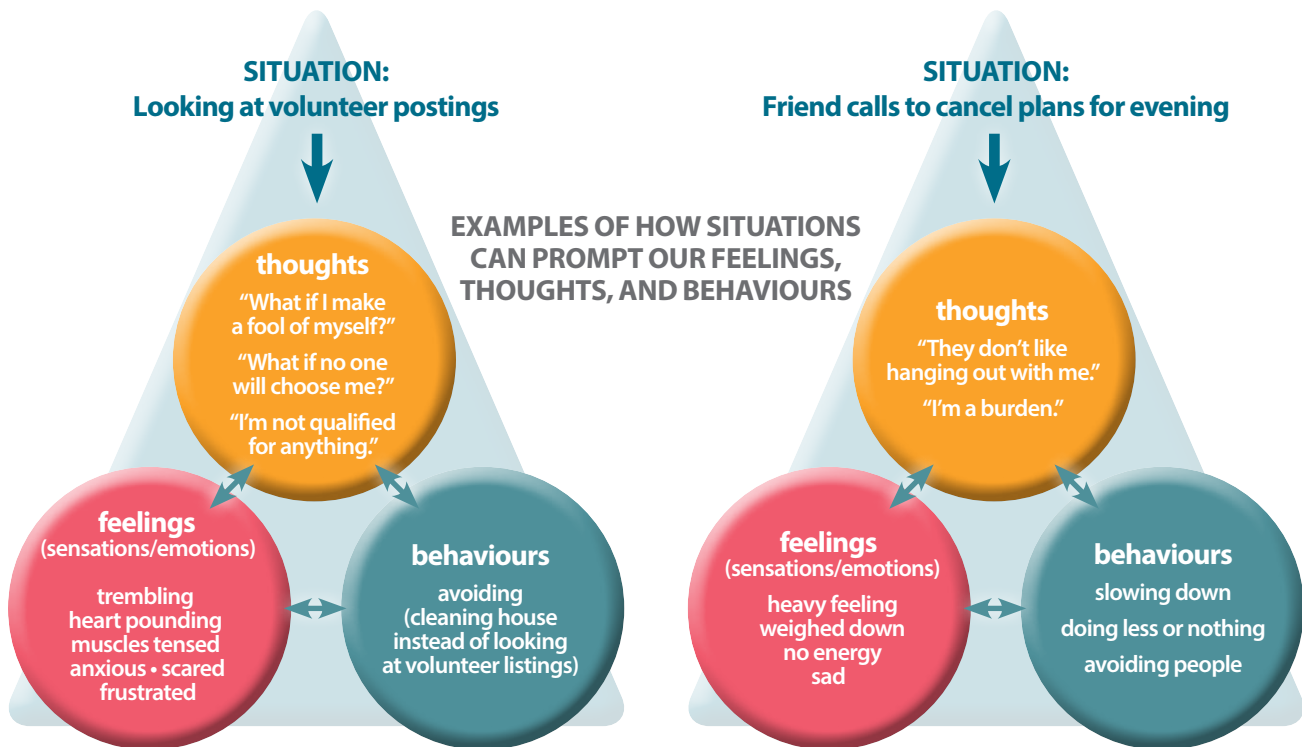 SITUATION:
Looking at volunteer postings
thoughts
“What if I make
a fool of myself?”
“What if no one
will choose me?”
“I’m not qualified
for anything.”
feelings
(sensations/emotions)
trembling
heart pounding
muscles tensed
anxious • scared
frustrated
behaviours
avoiding
(cleaning house
instead of looking
at volunteer listings)
EXAMPLES OF HOW SITUATIONS
CAN PROMPT OUR FEELINGS,
THOUGHTS, AND BEHAVIOURS
SITUATION:
Friend calls to cancel plans for evening
thoughts
“They don’t like
hanging out with me.”
“I’m a burden.”
feelings
(sensations/emotions)
heavy feeling
weighed down
no energy
sad
behaviours
slowing down
doing less or nothing
avoiding people